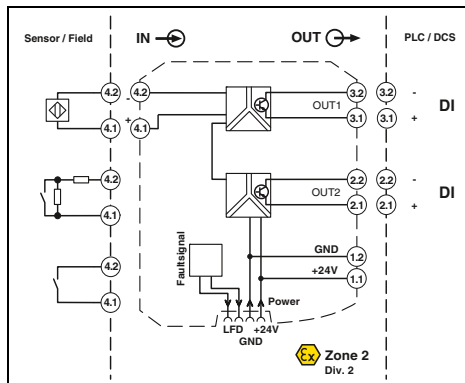 Sensor / Field
IN
OUT
PLC / DCS
4.2
4.2
-
3.2
3.2
-
OUT1
DI
4.1
+
4.1
3.1
3.1
+
4.2
2.2
2.2
-
OUT2
DI
4.1
2.1
2.1
+
Faultsignal
GND
1.2
4.2
+24V
1.1
4.1
Power
LFD
+24V
GND
Ex
Zone 2
Div. 2